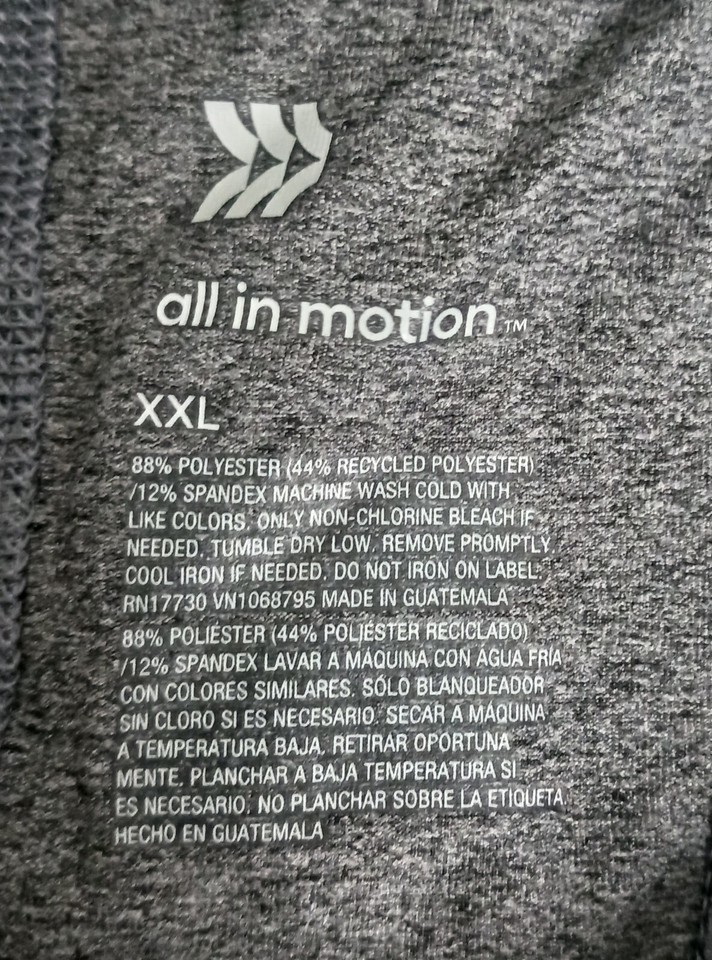 all in motion™
XXL
88% POLYESTER (44% RECYCLED POLYESTER)
/12% SPANDEX MACHINE WASH COLD WITH
LIKE COLORS. ONLY NON-CHLORINE BLEACH IF
NEEDED. TUMBLE DRY LOW. REMOVE PROMPTLY.
COOL IRON IF NEEDED. DO NOT IRON ON LABEL.
RN17730 VN1068795 MADE IN GUATEMALA
88% POLIÉSTER (44% POLIÉSTER RECICLADO)
/12% SPANDEX LAVAR A MÁQUINA CON AGUA FRÍA
CON COLORES SIMILARES. SÓLO BLANQUEADOR
SIN CLORO SI ES NECESARIO. SECAR A MÁQUINA
A TEMPERATURA BAJA. RETIRAR OPORTUNA
MENTE. PLANCHAR A BAJA TEMPERATURA SI
ES NECESARIO. NO PLANCHAR SOBRE LA ETIQUETA.
HECHO EN GUATEMALA